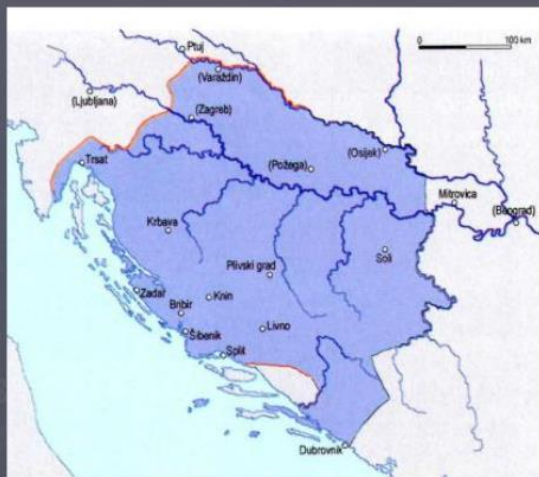 Ptuj
100 km
(Varaždin)
(Ljubljana)
(Zagreb)
(Osijek)
Trsat
(Požega)
Mitrovica
(Beograd)
Krbava
Soli
Plivski grad
Zadar
Knin
Bribir
Šibenik
Livno
Split
Dubrovnik